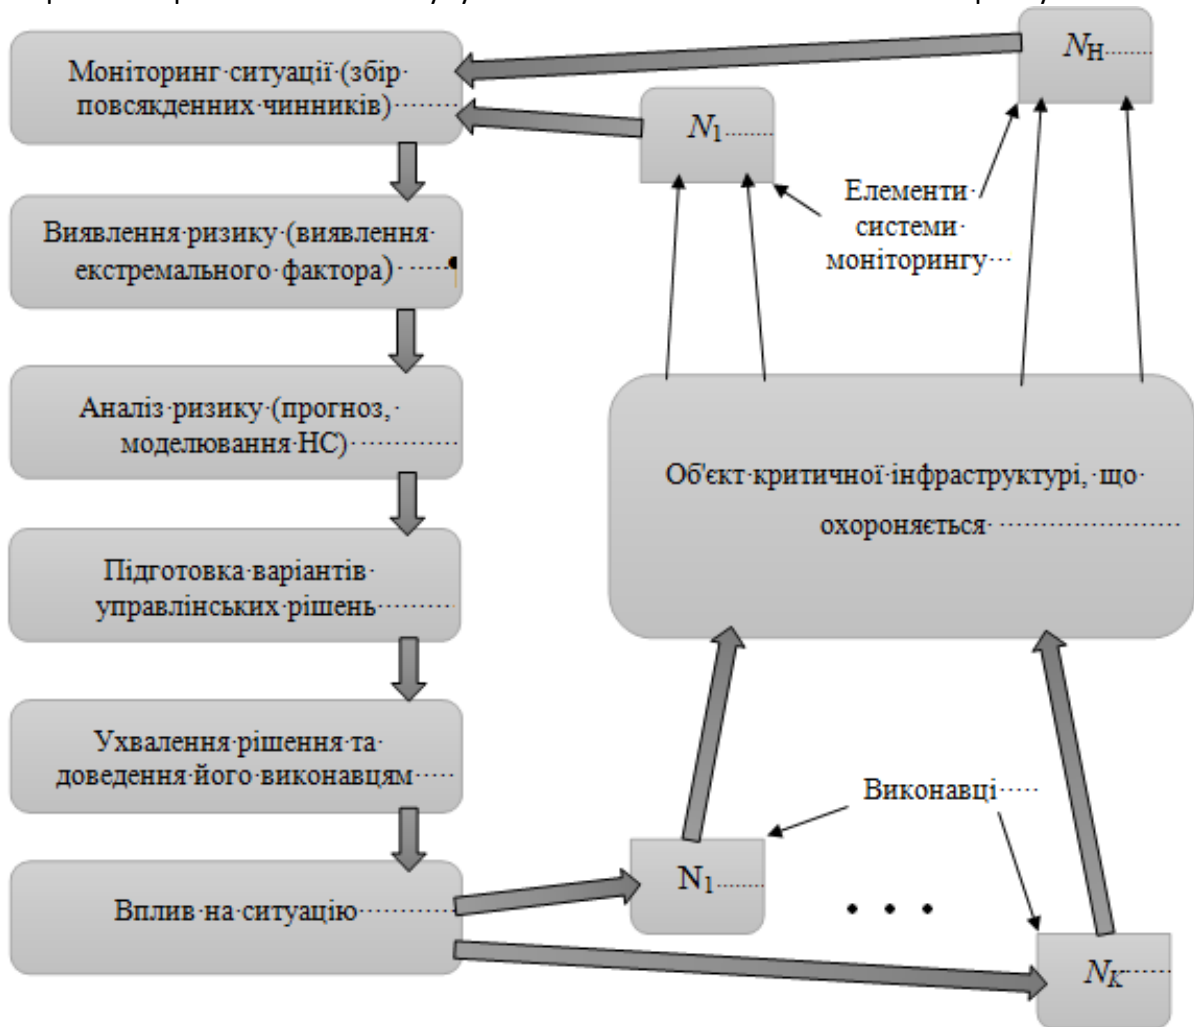 Моніторинг ситуації (збір
повсякденних чинників)
N1
NН
Елементи
системи
моніторингу
Виявлення ризику (виявлення
екстремального фактора)
Аналіз ризику (прогноз,
моделювання НС)
Об'єкт критичної інфраструктурі, що
охороняється
Підготовка варіантів
управлінських рішень
Ухвалення рішення та
доведення його виконавцям
Виконавці
Вплив на ситуацію
N1
• • •
NK